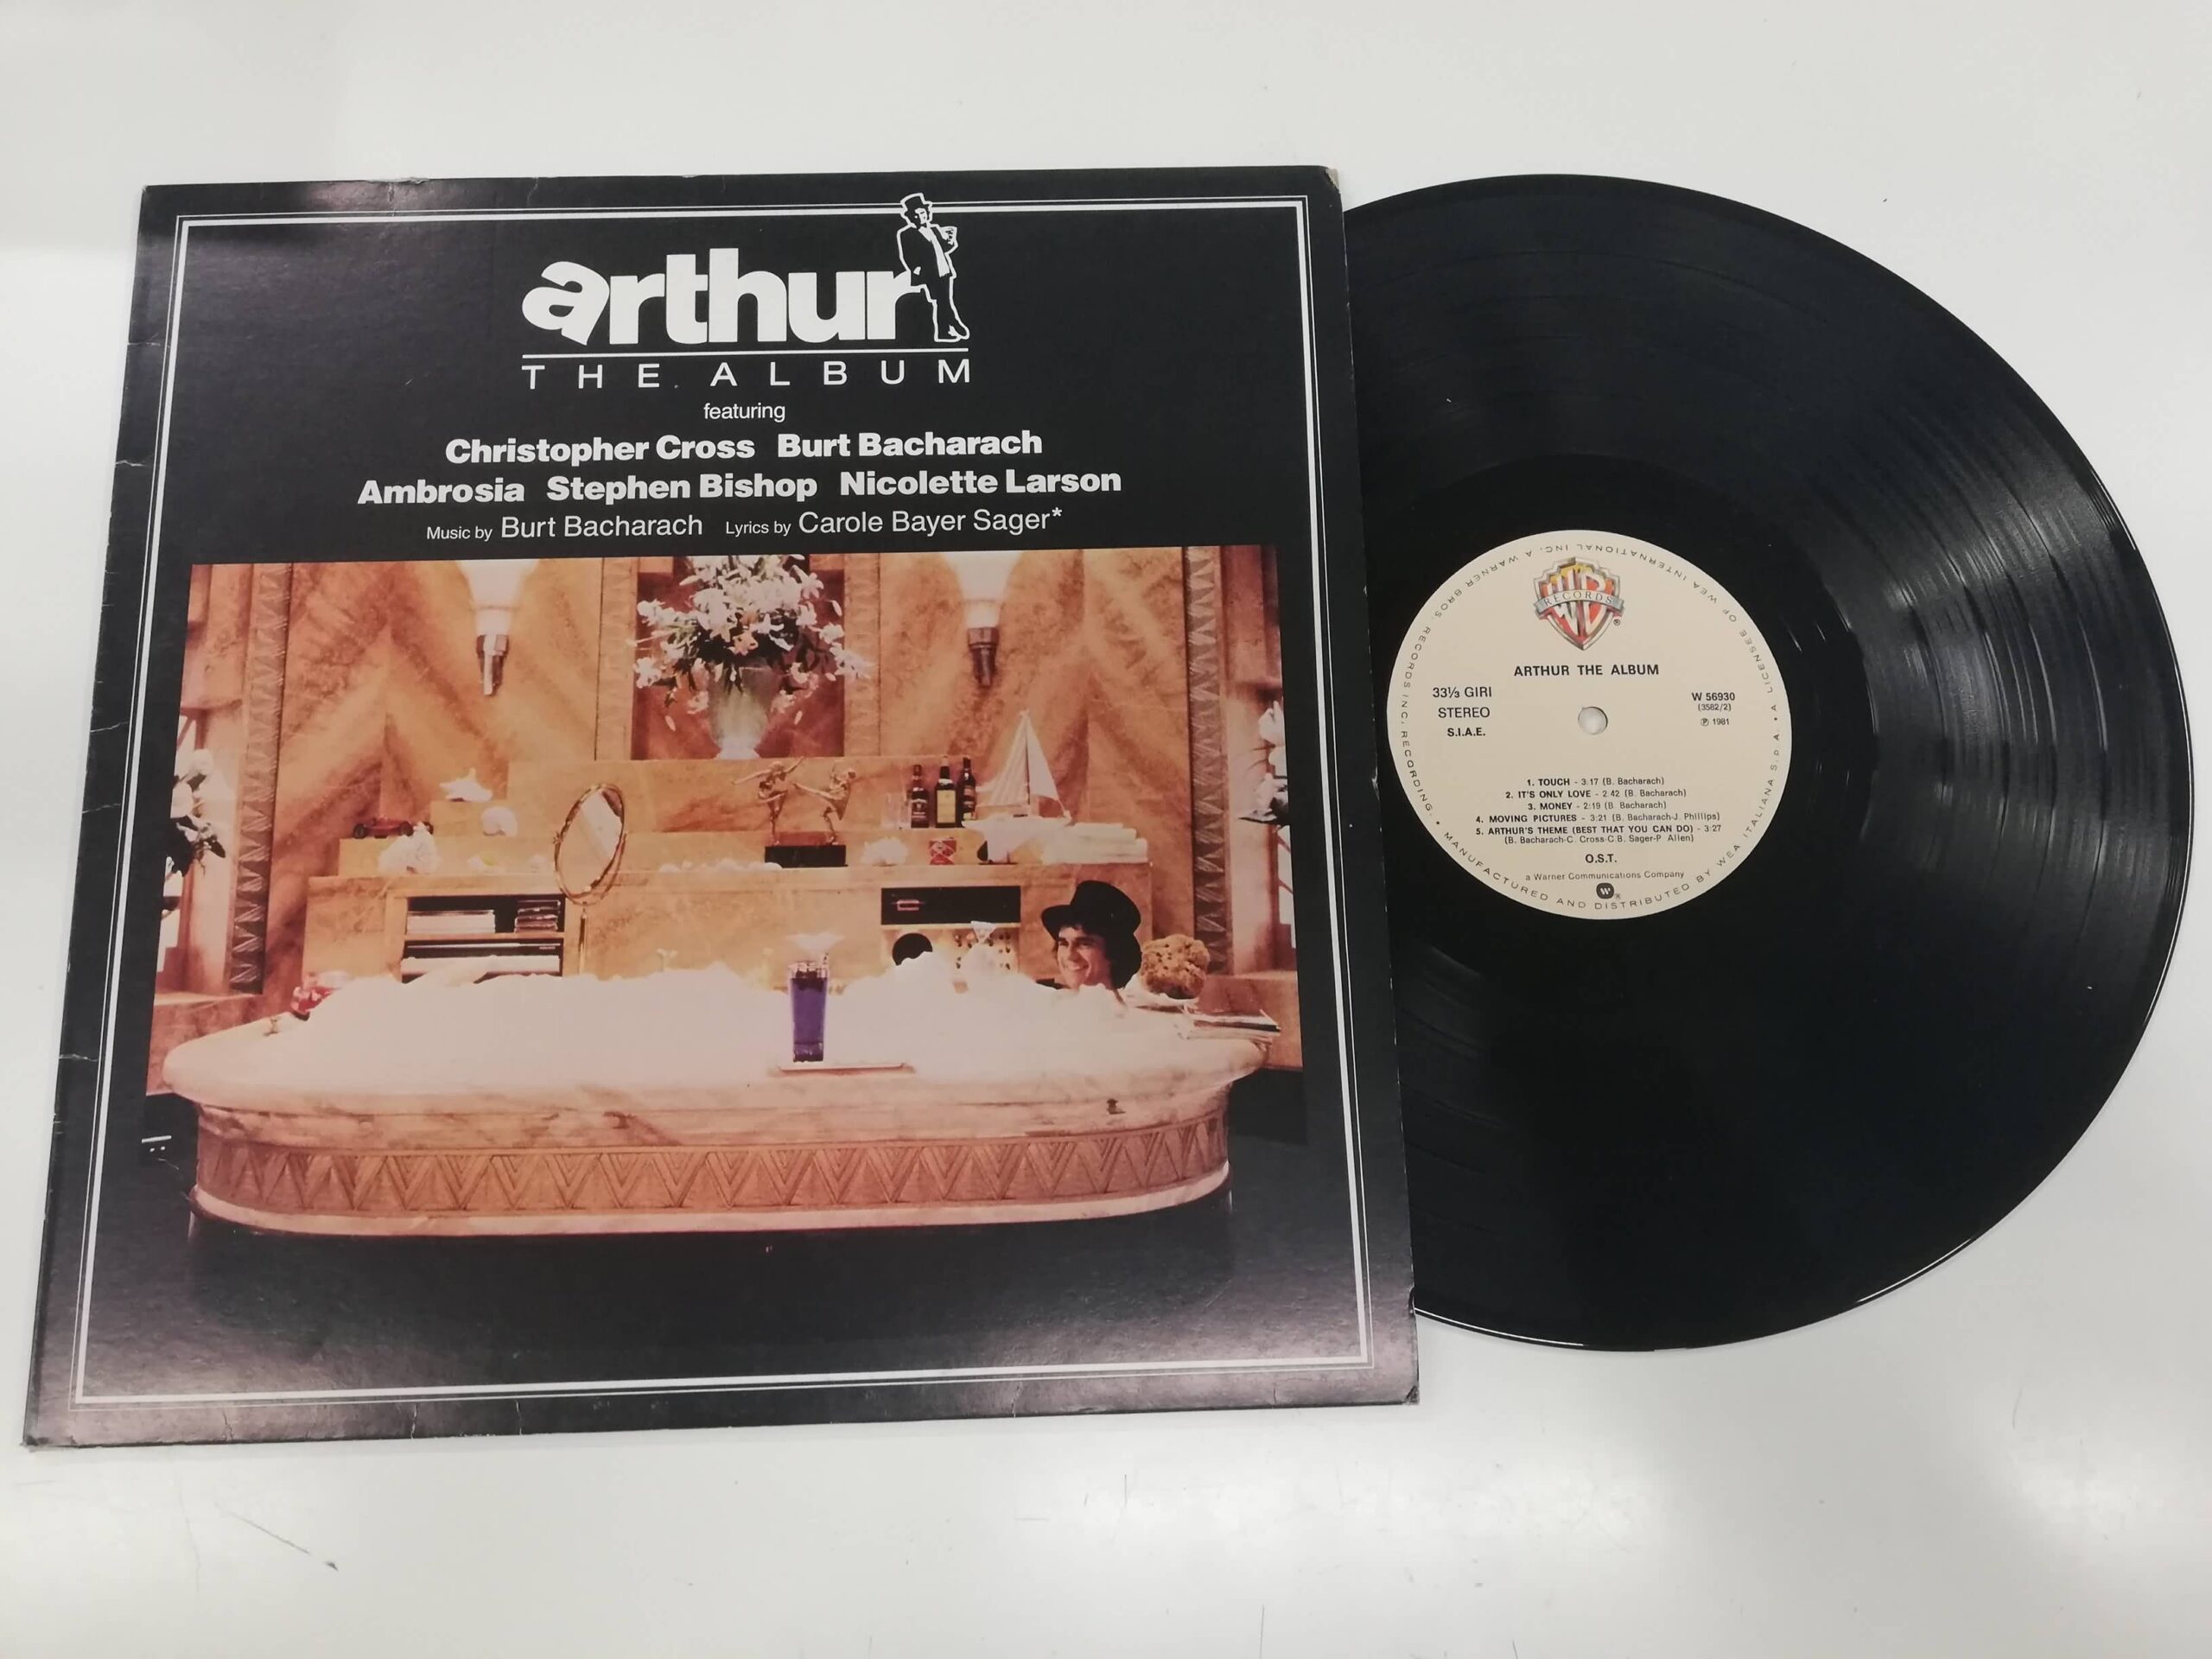 arthur
THE ALBUM
featuring
Christopher Cross Burt Bacharach
Ambrosia Stephen Bishop Nicolette Larson
Music by Burt Bacharach Lyrics by Carole Bayer Sager*
WB
RECORDS
®
ARTHUR THE ALBUM
33⅓ GIRI
STEREO
S.I.A.E.
W 56930
(3582/2)
℗ 1981
1. TOUCH - 3:17 (B. Bacharach)
2. IT'S ONLY LOVE - 2 42 (B. Bacharach)
3. MONEY - 2:19 (B. Bacharach)
4. MOVING PICTURES - 3:21 (B. Bacharach-J. Phillips)
5. ARTHUR'S THEME (BEST THAT YOU CAN DO) - 3:27
(B. Bacharach-C. Cross-C.B. Sager-P. Allen)
O.S.T.
a Warner Communications Company
W®
MANUFACTURED AND DISTRIBUTED BY WEA ITALIANA S.P.A. • A LICENSEE OF WEA INTERNATIONAL INC. A WARNER BROS. RECORDS INC. RECORDING. •